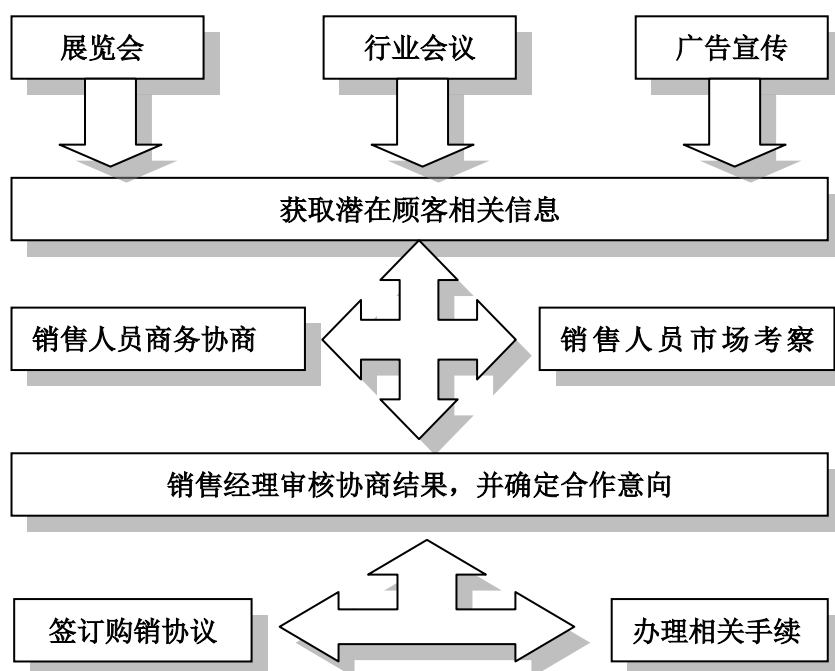 展览会
行业会议
广告宣传
获取潜在顾客相关信息
销售人员商务协商
销售人员市场考察
销售经理审核协商结果，并确定合作意向
签订购销协议
办理相关手续